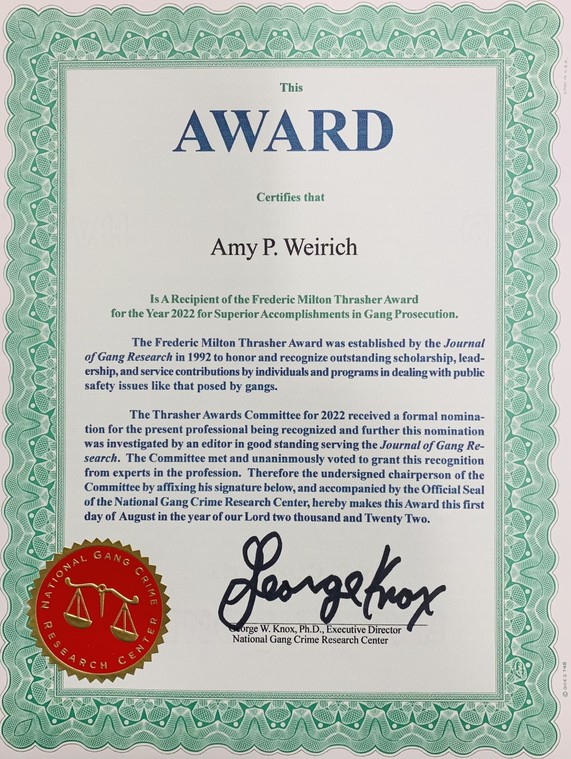 This
AWARD
Certifies that
Amy P. Weirich
Is A Recipient of the Frederic Milton Thrasher Award
for the Year 2022 for Superior Accomplishments in Gang Prosecution.
The Frederic Milton Thrasher Award was established by the Journal
of Gang Research in 1992 to honor and recognize outstanding scholarship, lead-
ership, and service contributions by individuals and programs in dealing with public
safety issues like that posed by gangs.
The Thrasher Awards Committee for 2022 received a formal nomina-
tion for the present professional being recognized and further this nomination
was investigated by an editor in good standing serving the Journal of Gang Re-
search. The Committee met and unaninmously voted to grant this recognition
from experts in the profession. Therefore the undersigned chairperson of the
Committee by affixing his signature below, and accompanied by the Official Seal
of the National Gang Crime Research Center, hereby makes this Award this first
day of August in the year of our Lord two thousand and Twenty Two.
George Knox
George W. Knox, Ph.D., Executive Director
National Gang Crime Research Center
NATIONAL GANG CRIME
RESEARCH CENTER